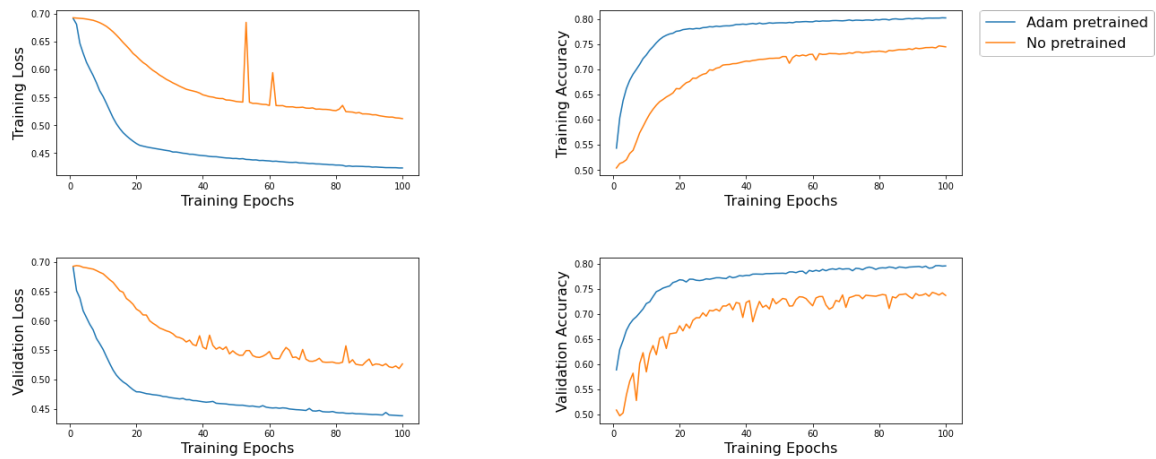 0.70
0.65
0.60
0.55
0.50
0.45
Training Loss
0 20 40 60 80 100
Training Epochs
0.80
0.75
0.70
0.65
0.60
0.55
0.50
Training Accuracy
0 20 40 60 80 100
Training Epochs
Adam pretrained
No pretrained
0.70
0.65
0.60
0.55
0.50
0.45
Validation Loss
0 20 40 60 80 100
Training Epochs
0.80
0.75
0.70
0.65
0.60
0.55
0.50
Validation Accuracy
0 20 40 60 80 100
Training Epochs